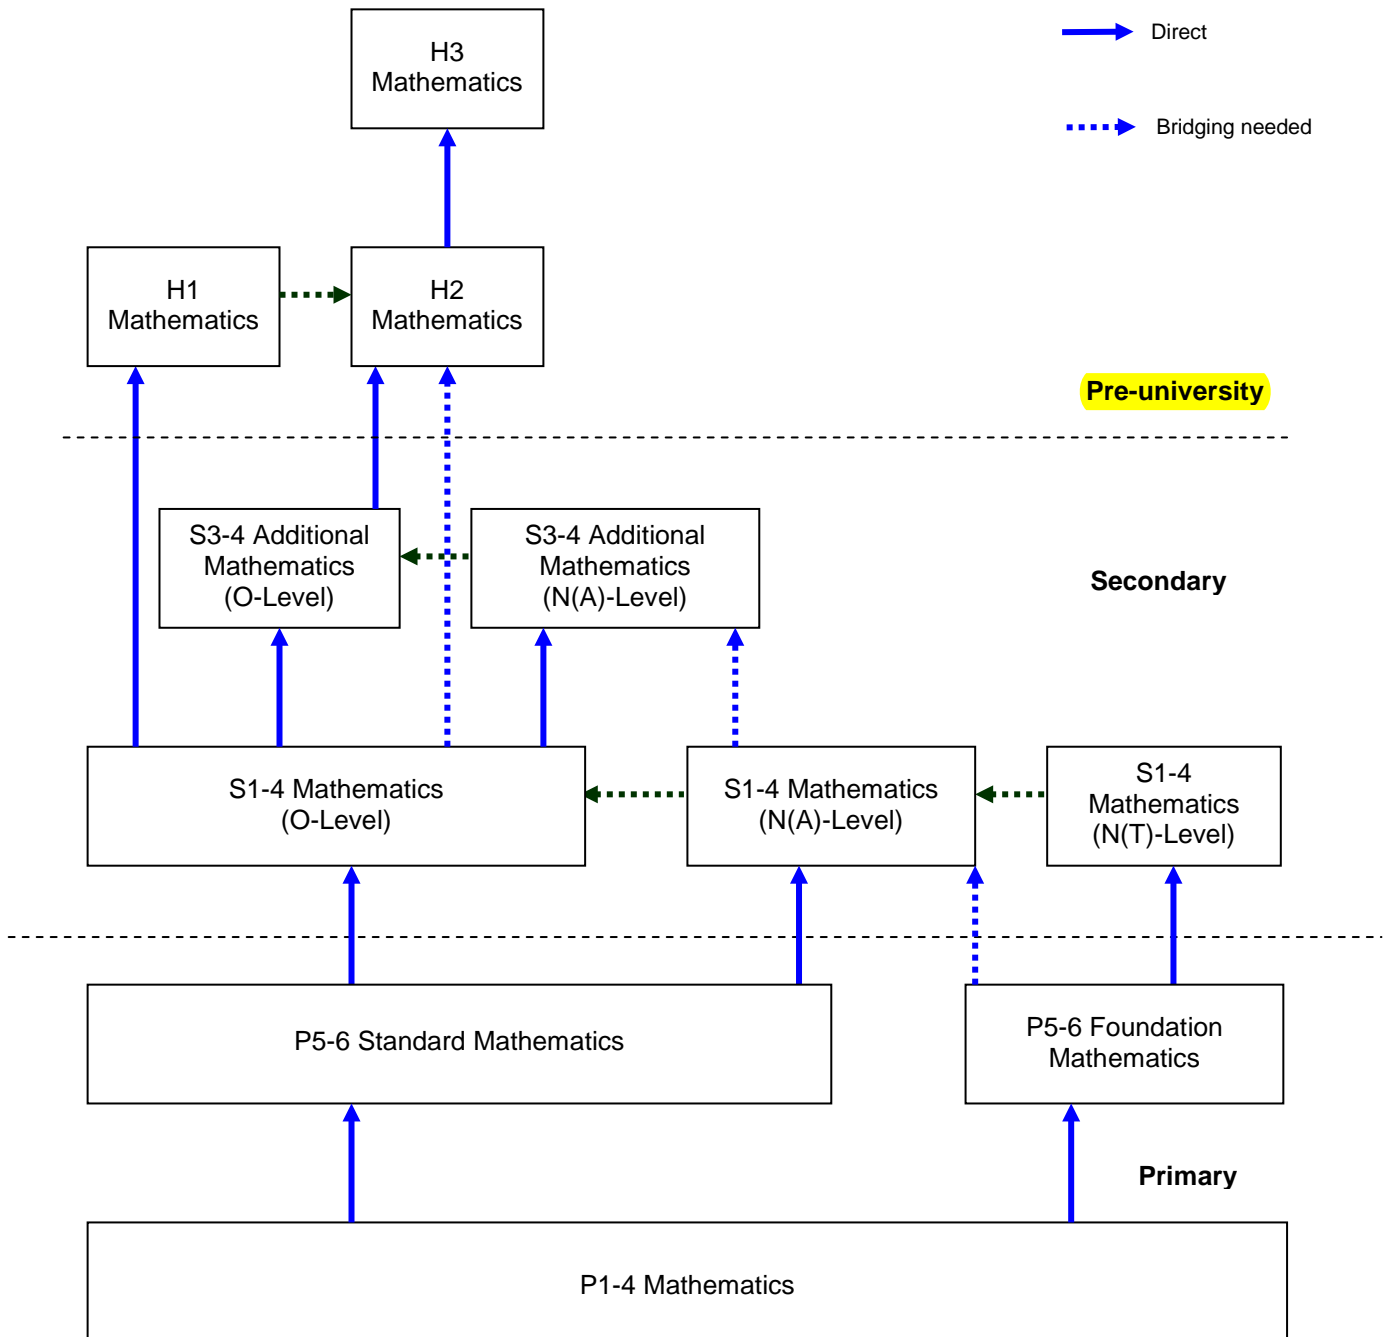 H3
Mathematics
Direct
Bridging needed
H1
Mathematics
H2
Mathematics
Pre-university
S3-4 Additional
Mathematics
(O-Level)
S3-4 Additional
Mathematics
(N(A)-Level)
Secondary
S1-4 Mathematics
(O-Level)
S1-4 Mathematics
(N(A)-Level)
S1-4
Mathematics
(N(T)-Level)
P5-6 Standard Mathematics
P5-6 Foundation
Mathematics
Primary
P1-4 Mathematics